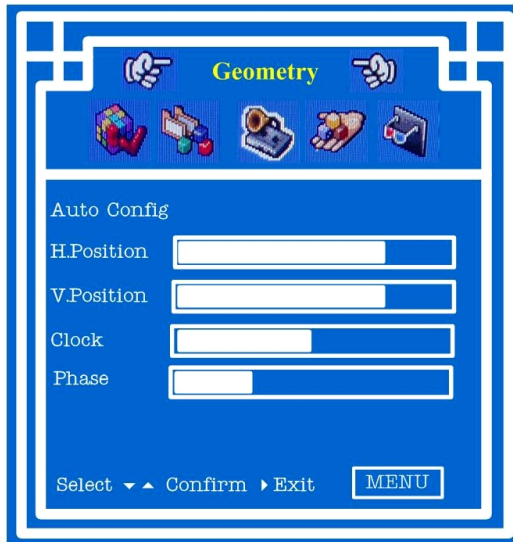 Geometry
Auto Config
H.Position
V.Position
Clock
Phase
Select Confirm Exit MENU